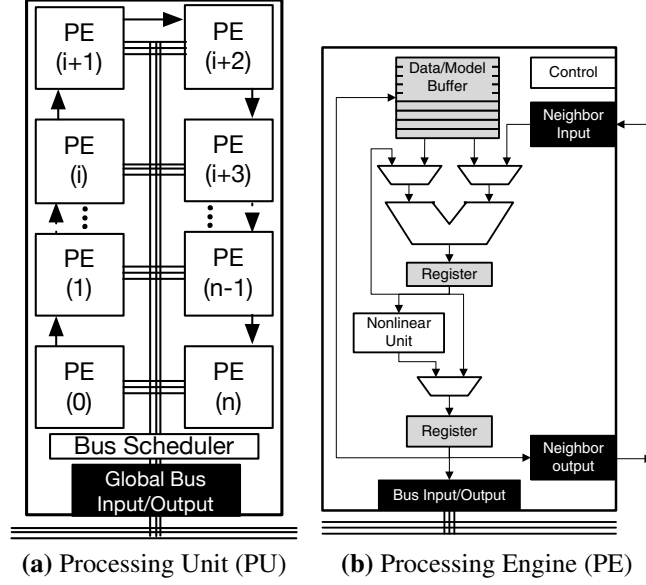 PE
(i+1)
PE
(i+2)
PE
(i)
PE
(i+3)
PE
(1)
PE
(n-1)
PE
(0)
PE
(n)
Bus Scheduler
Global Bus
Input/Output
(a) Processing Unit (PU)
Data/Model
Buffer
Control
Neighbor
Input
Register
Nonlinear
Unit
Register
Neighbor
output
Bus Input/Output
(b) Processing Engine (PE)